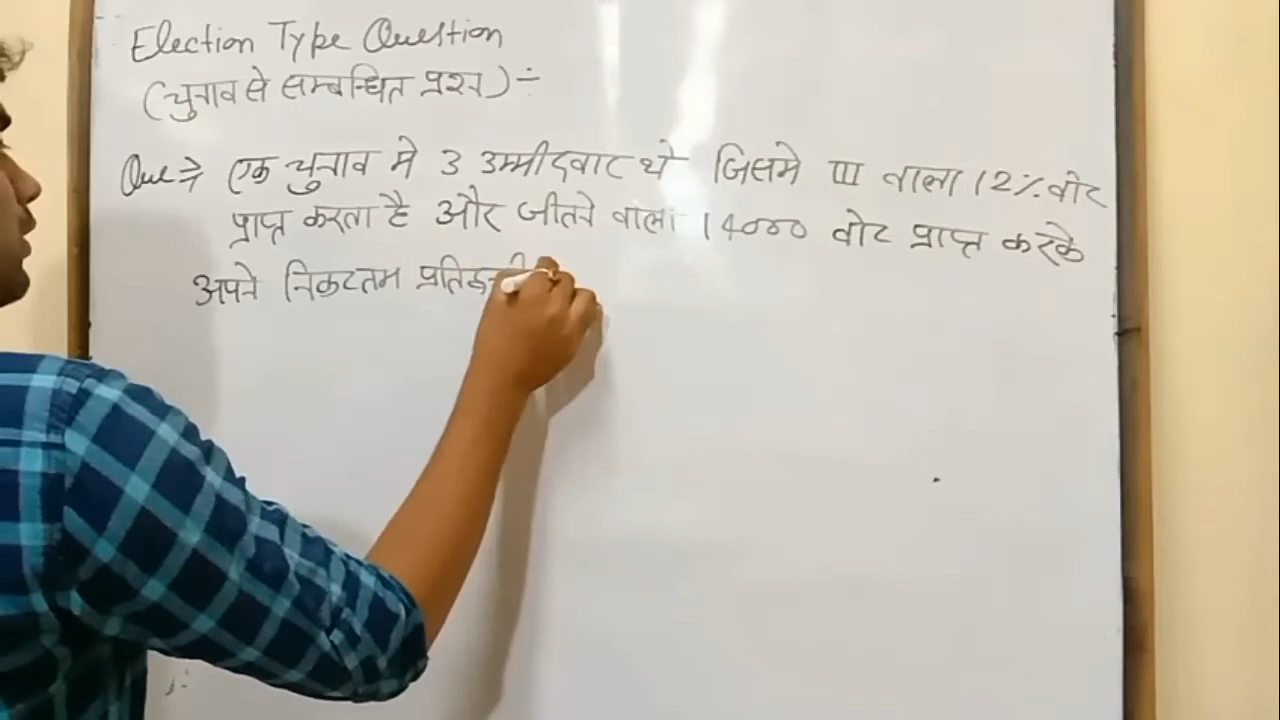 Election Type Question
(चुनाव से सम्बन्धित प्रश्न) ÷
Que ⇒ एक चुनाव मे 3 उम्मीदवार थे जिसमे III वाला 12% वोट
प्राप्त करता है और जीतने वाला 14000 वोट प्राप्त करके
अपने निकटतम